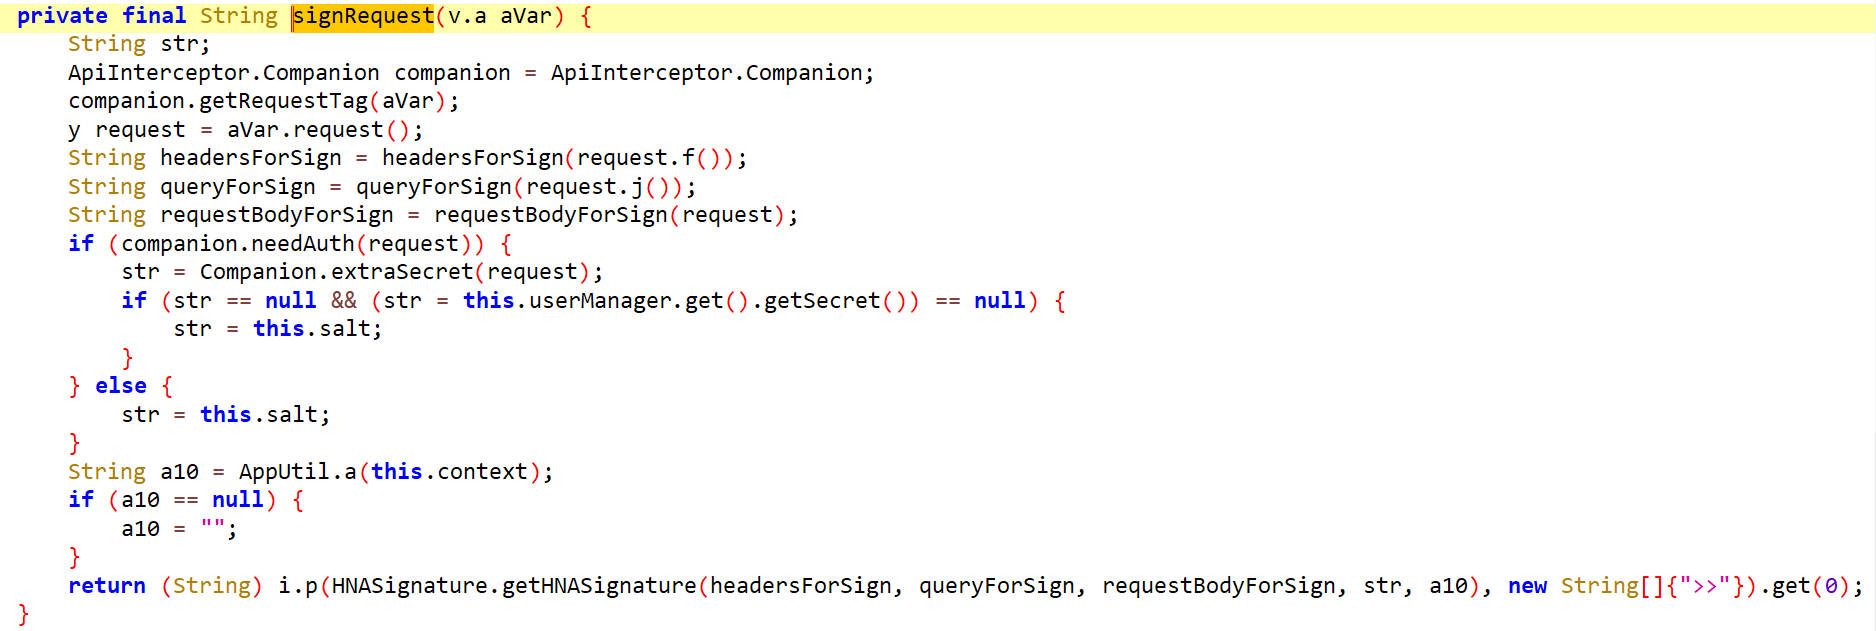 private final String signRequest(v.a aVar) {
    String str;
    ApiInterceptor.Companion companion = ApiInterceptor.Companion;
    companion.getRequestTag(aVar);
    y request = aVar.request();
    String headersForSign = headersForSign(request.f());
    String queryForSign = queryForSign(request.j());
    String requestBodyForSign = requestBodyForSign(request);
    if (companion.needAuth(request)) {
        str = Companion.extraSecret(request);
        if (str == null && (str = this.userManager.get().getSecret()) == null) {
            str = this.salt;
        }
    } else {
        str = this.salt;
    }
    String a10 = AppUtil.a(this.context);
    if (a10 == null) {
        a10 = "";
    }
    return (String) i.p(HNASignature.getHNASignature(headersForSign, queryForSign, requestBodyForSign, str, a10), new String[]{">>"}).get(0);
}